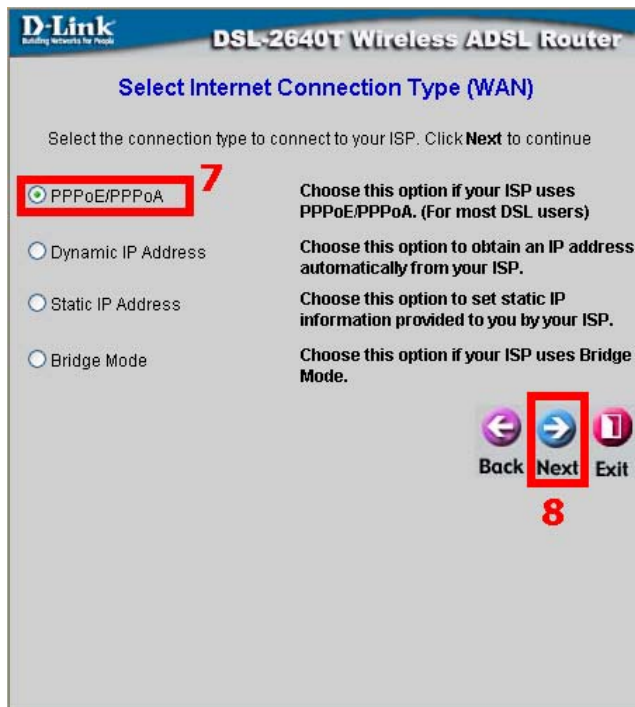 D-Link
Building Networks for People
DSL-2640T Wireless ADSL Router
Select Internet Connection Type (WAN)
Select the connection type to connect to your ISP. Click Next to continue
PPPoE/PPPoA
7
Choose this option if your ISP uses
PPPoE/PPPoA. (For most DSL users)
Dynamic IP Address
Choose this option to obtain an IP address
automatically from your ISP.
Static IP Address
Choose this option to set static IP
information provided to you by your ISP.
Bridge Mode
Choose this option if your ISP uses Bridge
Mode.
Back Next Exit
8